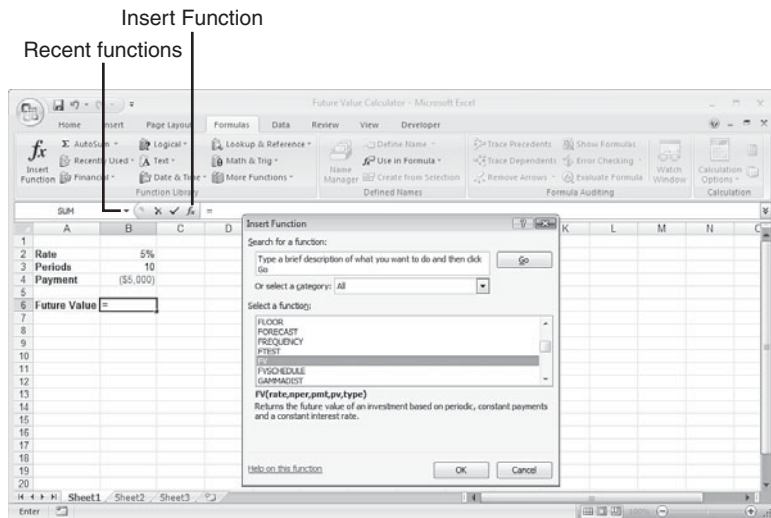 Insert Function
Recent functions
Future Value Calculator - Microsoft Excel
Home Insert Page Layout Formulas Data Review View Developer
Insert Function
Σ AutoSum
Recently Used
Financial
Logical
Text
Date & Time
Lookup & Reference
Math & Trig
More Functions
Function Library
Name Manager
Define Name
Use in Formula
Create from Selection
Defined Names
Trace Precedents
Trace Dependents
Remove Arrows
Show Formulas
Error Checking
Evaluate Formula
Watch Window
Formula Auditing
Calculation Options
Calculation
SUM fx =
A B C D K L M N
1
2 Rate 5%
3 Periods 10
4 Payment ($5,000)
5
6 Future Value =
7
8
9
10
11
12
13
14
15
16
17
18
19
20
Insert Function
Search for a function:
Type a brief description of what you want to do and then click Go
Go
Or select a category: All
Select a function:
FLOOR
FORECAST
FREQUENCY
FTEST
FV
FVSCHEDULE
GAMMADIST
FV(rate,nper,pmt,pv,type)
Returns the future value of an investment based on periodic, constant payments
and a constant interest rate.
Help on this function
OK Cancel
Sheet1 Sheet2 Sheet3
Enter 100%